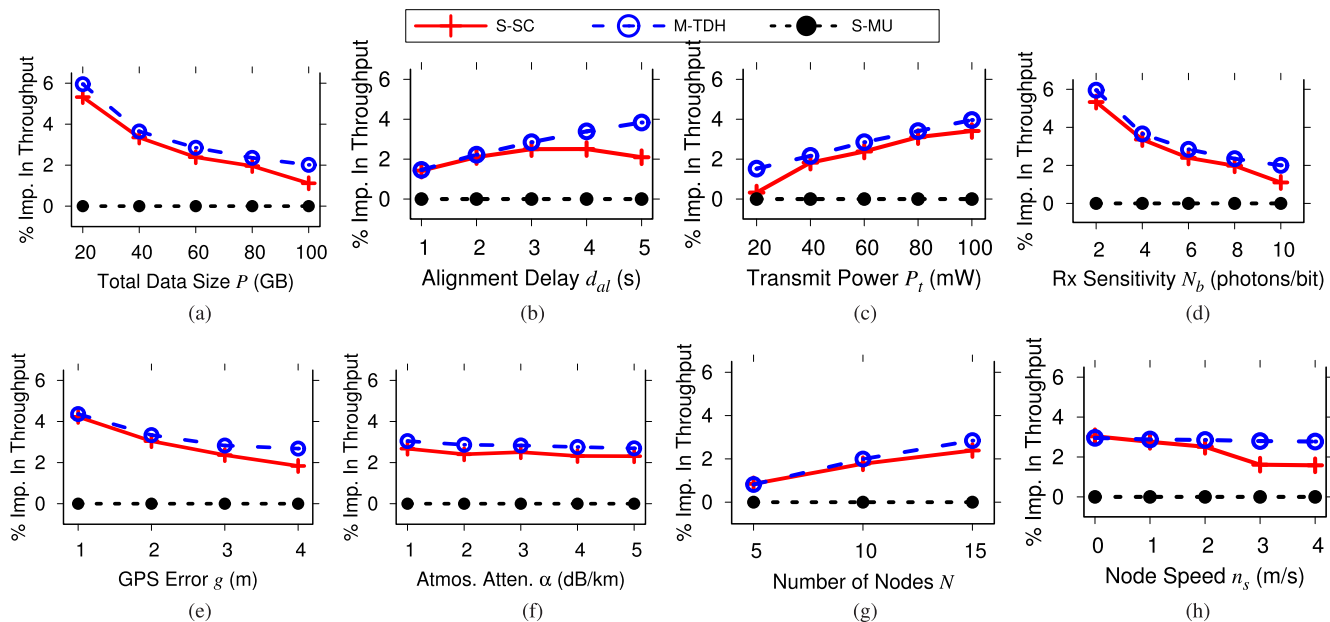 S-SC M-TDH S-MU
% Imp. In Throughput
6
4
2
0
20 40 60 80 100
Total Data Size P (GB)
(a)
% Imp. In Throughput
6
4
2
0
1 2 3 4 5
Alignment Delay d_al (s)
(b)
% Imp. In Throughput
6
4
2
0
20 40 60 80 100
Transmit Power P_t (mW)
(c)
% Imp. In Throughput
6
4
2
0
2 4 6 8 10
Rx Sensitivity N_b (photons/bit)
(d)
% Imp. In Throughput
6
4
2
0
1 2 3 4
GPS Error g (m)
(e)
% Imp. In Throughput
6
4
2
0
1 2 3 4 5
Atmos. Atten. α (dB/km)
(f)
% Imp. In Throughput
6
4
2
0
5 10 15
Number of Nodes N
(g)
% Imp. In Throughput
6
4
2
0
0 1 2 3 4
Node Speed n_s (m/s)
(h)